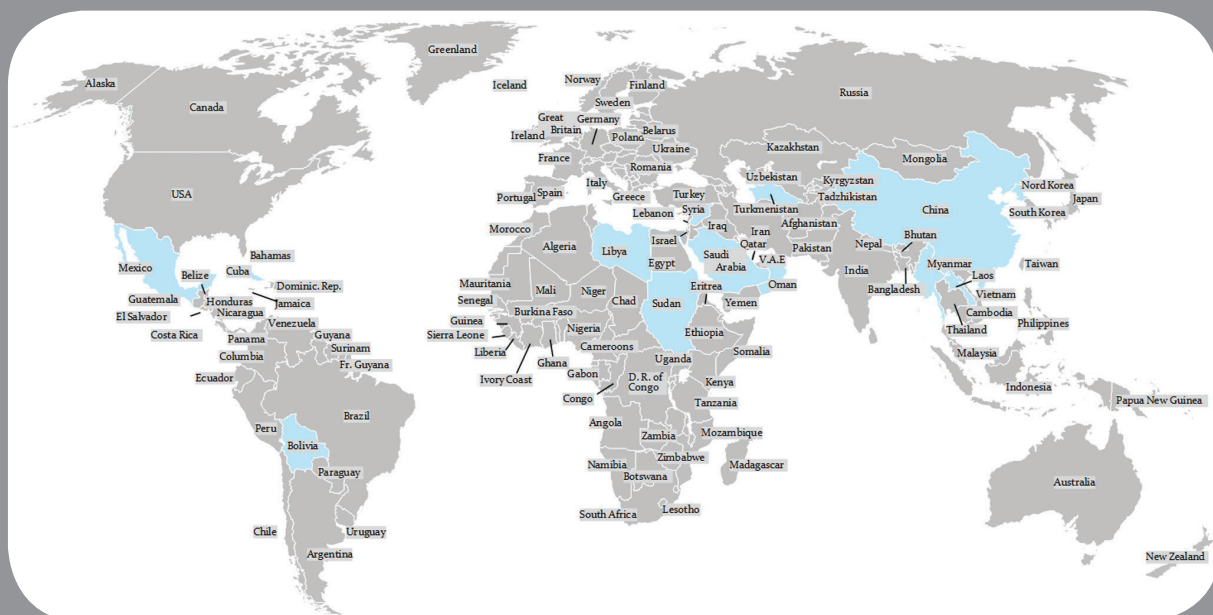 Greenland
Alaska
Canada
USA
Mexico
Bahamas
Cuba
Belize
Dominic. Rep.
Jamaica
Guatemala
Honduras
El Salvador
Nicaragua
Costa Rica
Venezuela
Panama
Guyana
Columbia
Surinam
Fr. Guyana
Ecuador
Brazil
Peru
Bolivia
Paraguay
Chile
Uruguay
Argentina
Iceland
Norway
Finland
Sweden
Great
Britain
Germany
Ireland
Poland
Belarus
Ukraine
France
Romania
Italy
Portugal
Spain
Greece
Turkey
Russia
Kazakhstan
Mongolia
Uzbekistan
Kyrgyzstan
Tadzhikistan
Turkmenistan
Afghanistan
Nord Korea
Japan
South Korea
China
Lebanon
Syria
Israel
Iraq
Iran
Qatar
V.A.E
Saudi
Arabia
Oman
Yemen
Pakistan
Nepal
Bhutan
India
Bangladesh
Myanmar
Laos
Taiwan
Vietnam
Cambodia
Thailand
Philippines
Malaysia
Indonesia
Papua New Guinea
Morocco
Algeria
Libya
Egypt
Mauritania
Mali
Niger
Chad
Sudan
Eritrea
Senegal
Burkina Faso
Guinea
Nigeria
Ethiopia
Sierra Leone
Liberia
Ivory Coast
Ghana
Cameroons
Somalia
Gabon
Uganda
Congo
D. R. of
Congo
Kenya
Tanzania
Angola
Zambia
Mozambique
Zimbabwe
Namibia
Botswana
Madagascar
South Africa
Lesotho
Australia
New Zealand